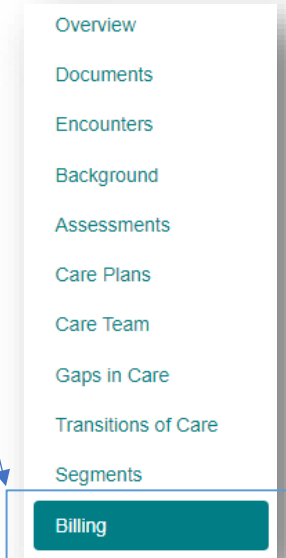 Overview
Documents
Encounters
Background
Assessments
Care Plans
Care Team
Gaps in Care
Transitions of Care
Segments
Billing